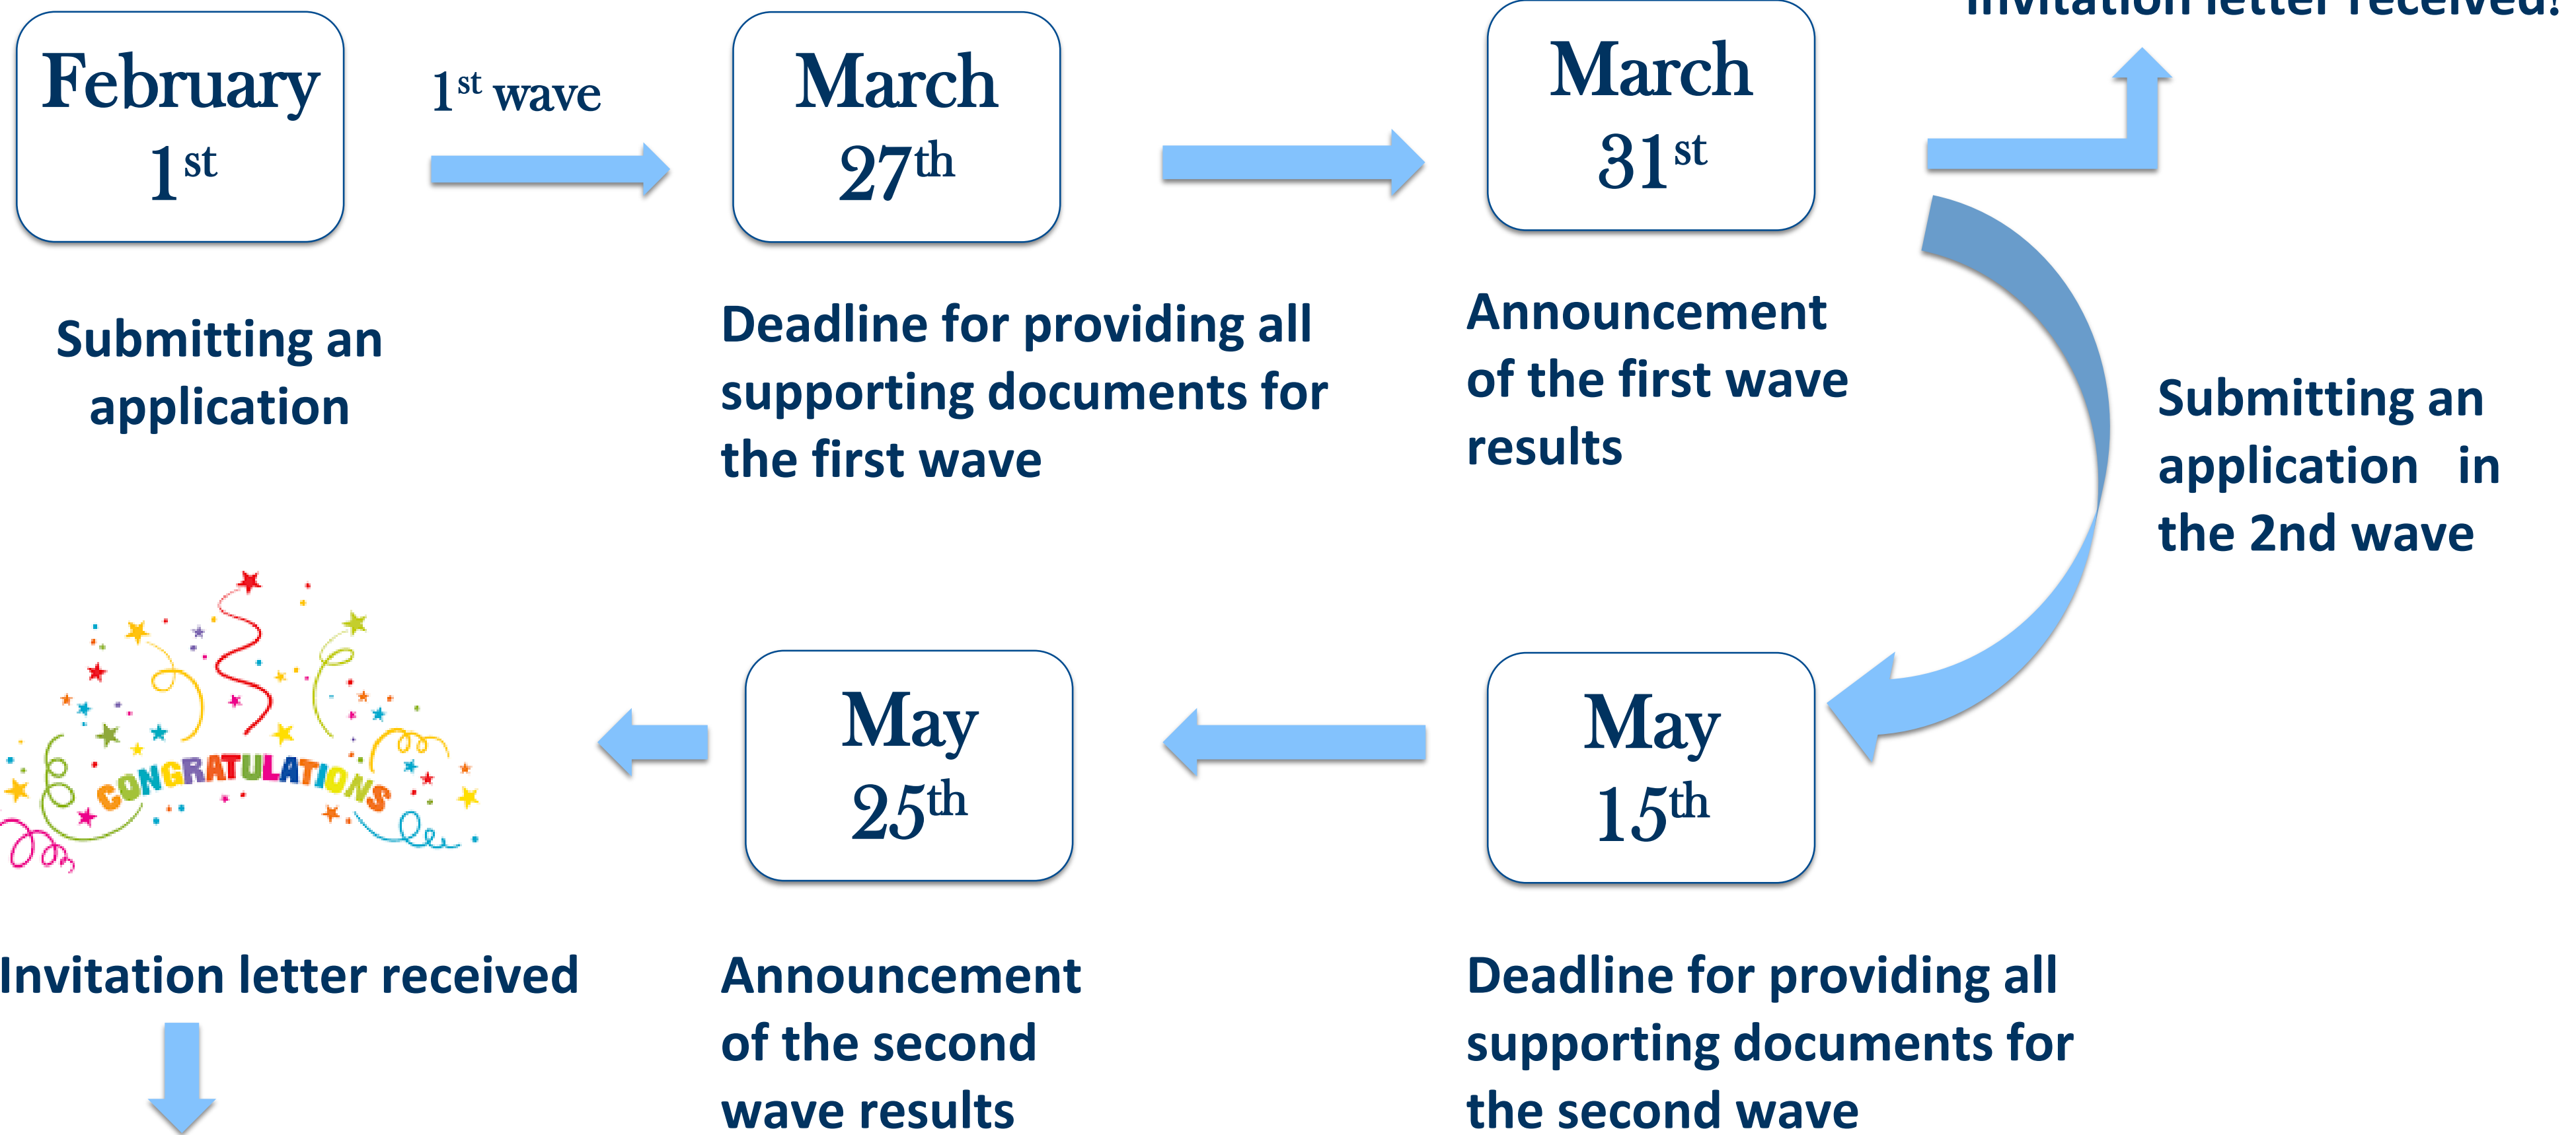 Invitation letter received!
February
1st
1st wave
March
27th
March
31st
Submitting an
application
Deadline for providing all
supporting documents for
the first wave
Announcement
of the first wave
results
Submitting an
application   in
the 2nd wave
CONGRATULATIONS
May
25th
May
15th
Invitation letter received
Announcement
of the second
wave results
Deadline for providing all
supporting documents for
the second wave